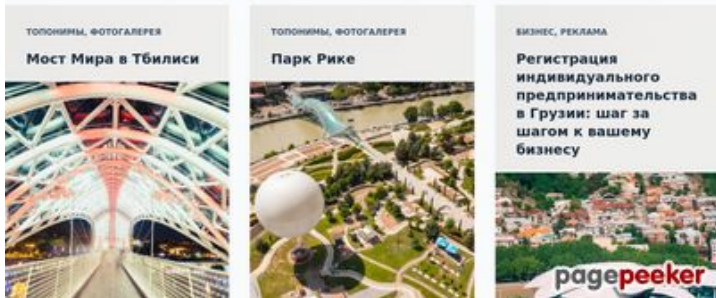 ТОПОНИМЫ, ФОТОГАЛЕРЕЯ
Мост Мира в Тбилиси
ТОПОНИМЫ, ФОТОГАЛЕРЕЯ
Парк Рике
БИЗНЕС, РЕКЛАМА
Регистрация
индивидуального
предпринимательства
в Грузии: шаг за
шагом к вашему
бизнесу
pagepeeker